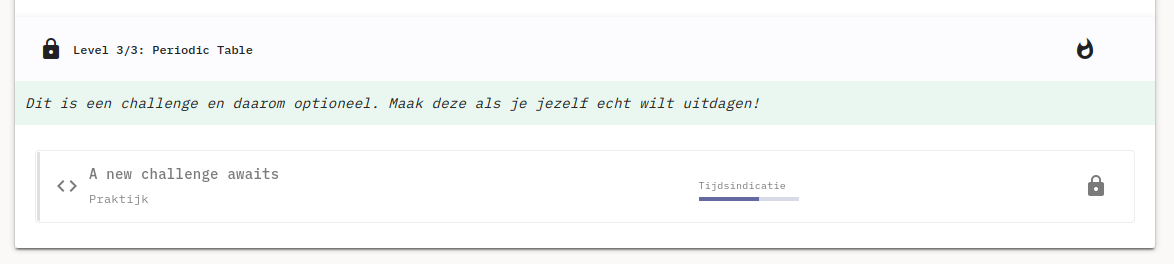 Level 3/3: Periodic Table
Dit is een challenge en daarom optioneel. Maak deze als je jezelf echt wilt uitdagen!
A new challenge awaits
Praktijk
Tijdsindicatie